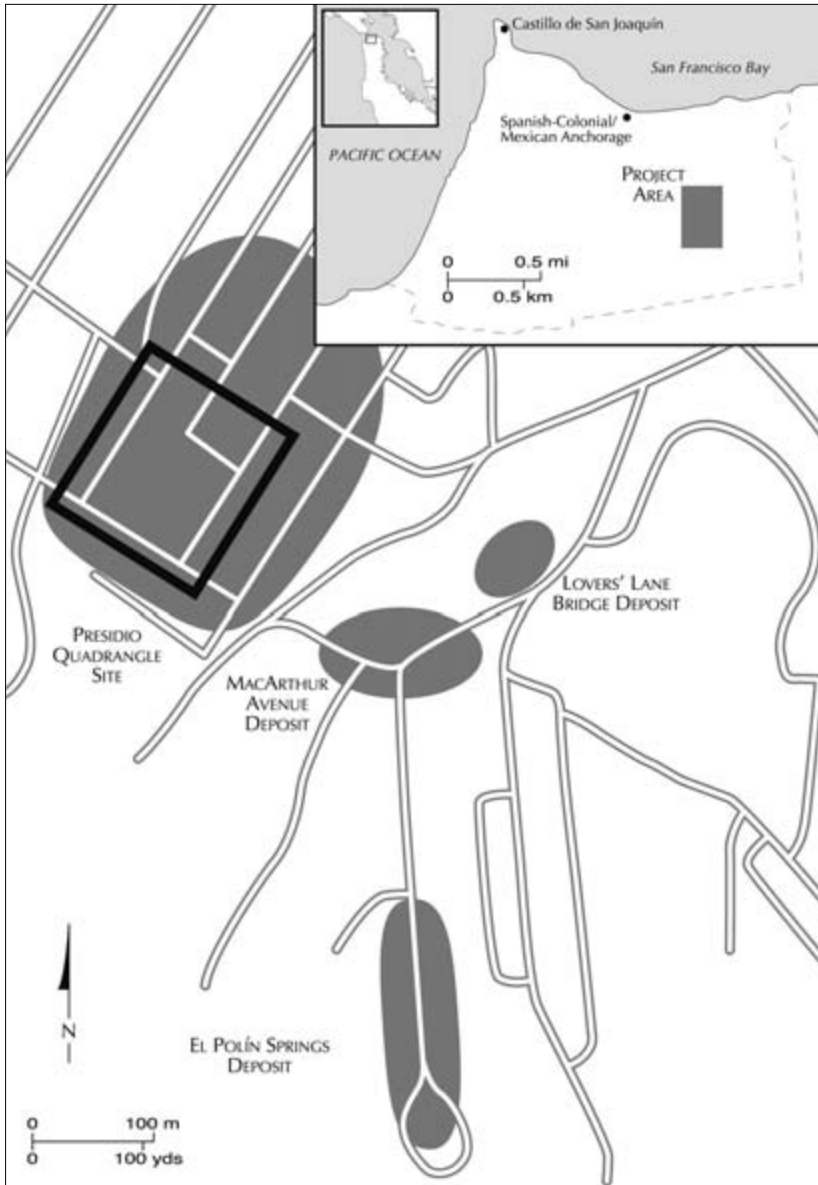 Castillo de San Joaquín
San Francisco Bay
Spanish-Colonial/
Mexican Anchorage
PACIFIC OCEAN
PROJECT
AREA
0 0.5 mi
0 0.5 km
LOVERS' LANE
BRIDGE DEPOSIT
PRESIDIO
QUADRANGLE
SITE
MACARTHUR
AVENUE
DEPOSIT
N
EL POLÍN SPRINGS
DEPOSIT
0 100 m
0 100 yds